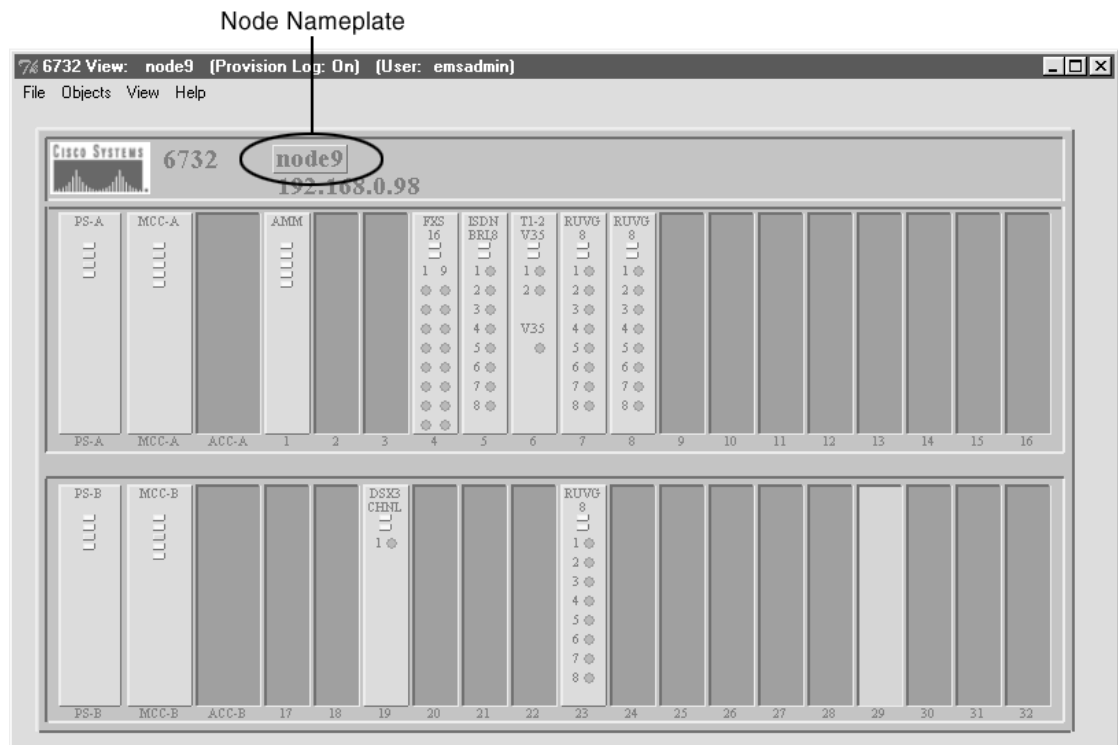 Node Nameplate
6732 View: node9 (Provision Log: On) (User: emsadmin)
File Objects View Help
CISCO SYSTEMS 6732 node9
192.168.0.98
PS-A MCC-A AMM FXS ISDN T1-2 RUVG RUVG
16 BRI8 V35 8 8
1 9 1 1 1 1
2 2 2 2
3 3 3
4 V35 4 4
5 5 5
6 6 6
7 7 7
8 8 8
PS-A MCC-A ACC-A 1 2 3 4 5 6 7 8 9 10 11 12 13 14 15 16
PS-B MCC-B DSX3 RUVG
CHNL 8
1 1
2
3
4
5
6
7
8
PS-B MCC-B ACC-B 17 18 19 20 21 22 23 24 25 26 27 28 29 30 31 32